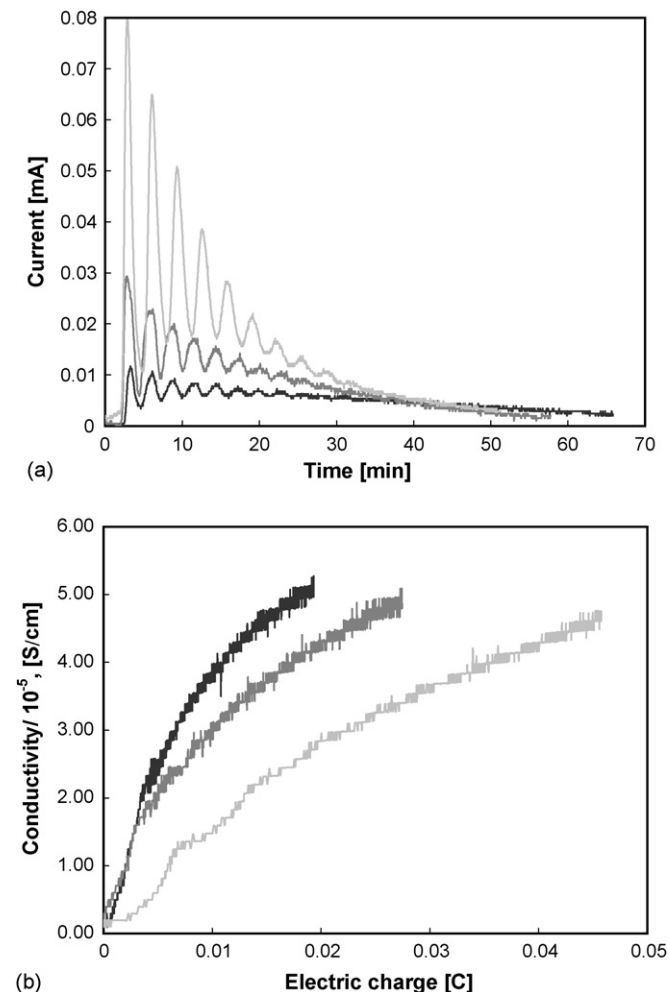 0.08
0.07
0.06
0.05
0.04
0.03
0.02
0.01
0
Current [mA]
0 10 20 30 40 50 60 70
Time [min]
(a)
6.00
5.00
4.00
3.00
2.00
1.00
0.00
Conductivity/ 10-5, [S/cm]
0 0.01 0.02 0.03 0.04 0.05
Electric charge [C]
(b)